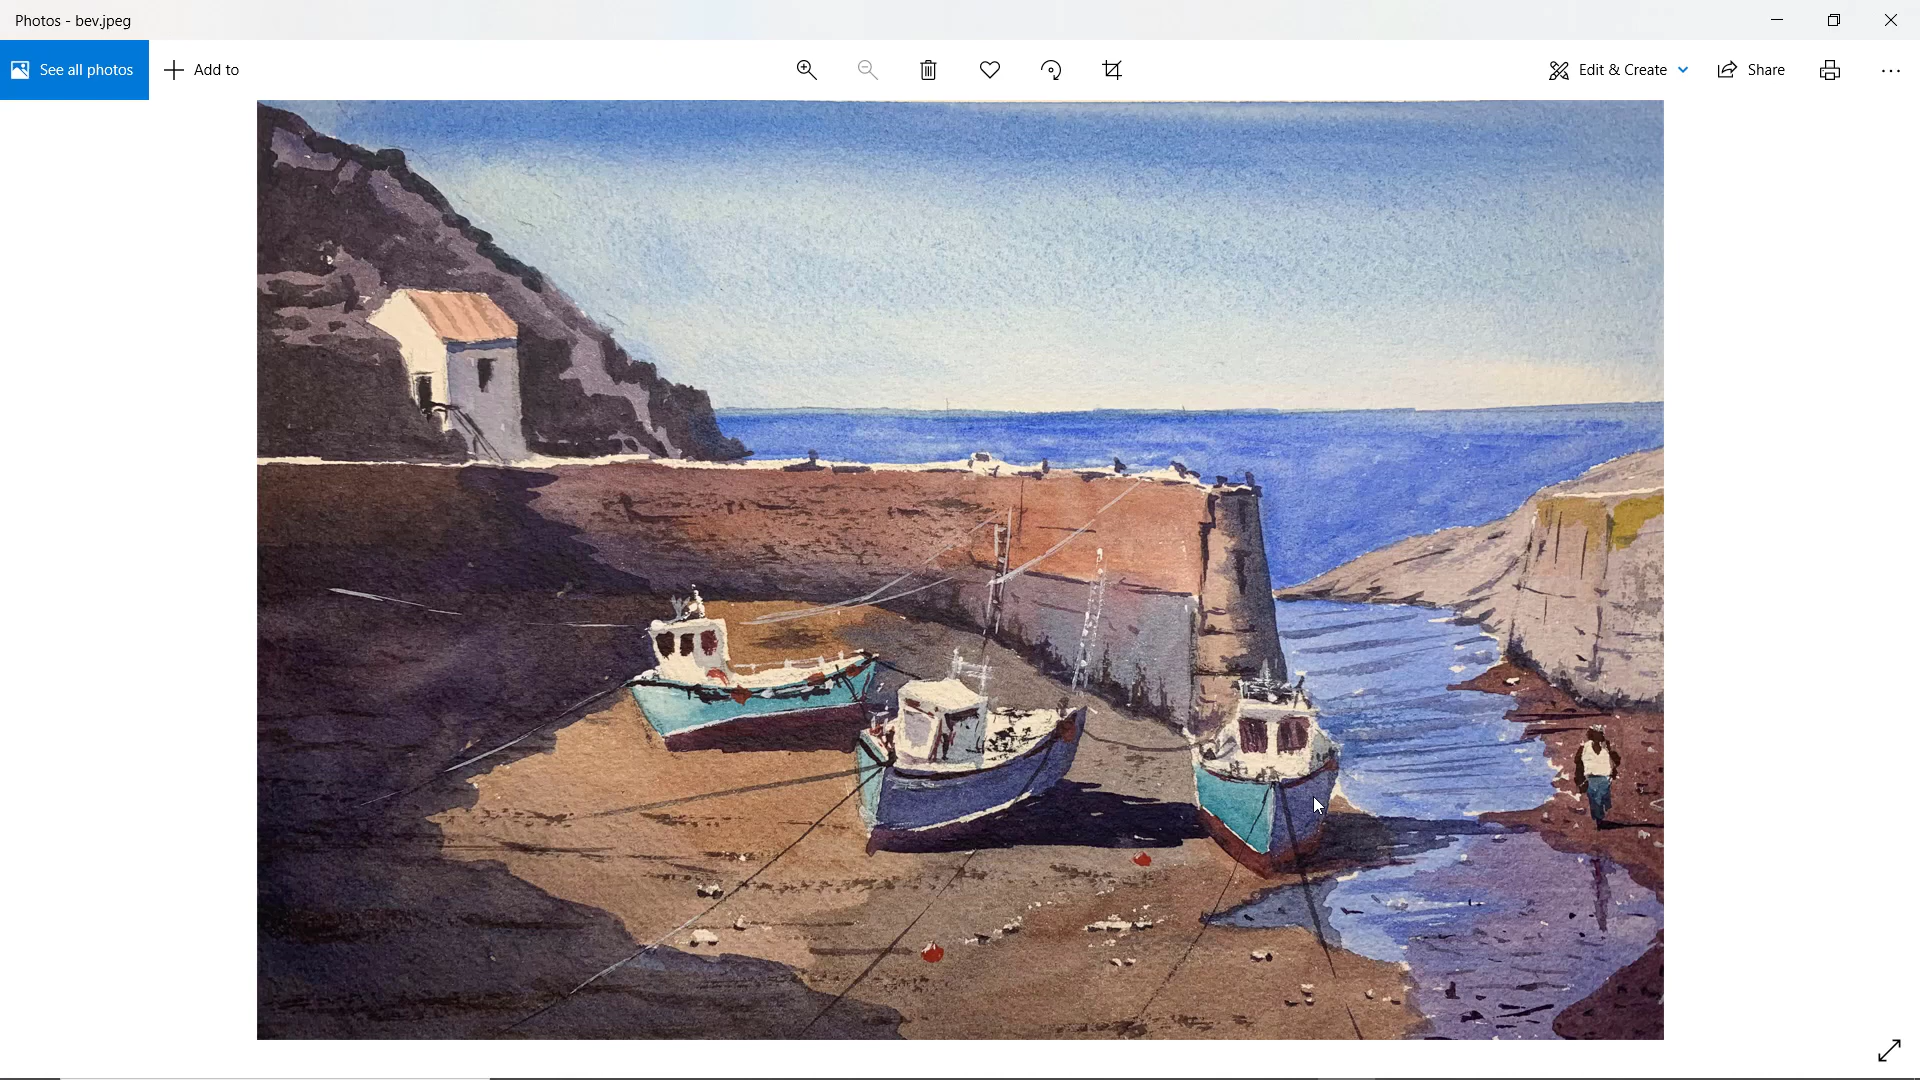 Photos - bev.jpeg
See all photos
Add to
Edit & Create
Share